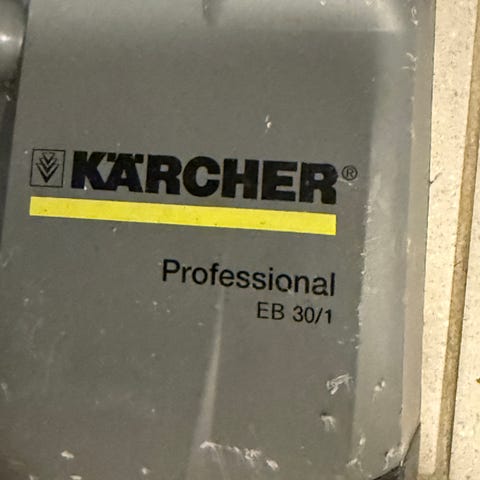 KÄRCHER®
Professional
EB 30/1